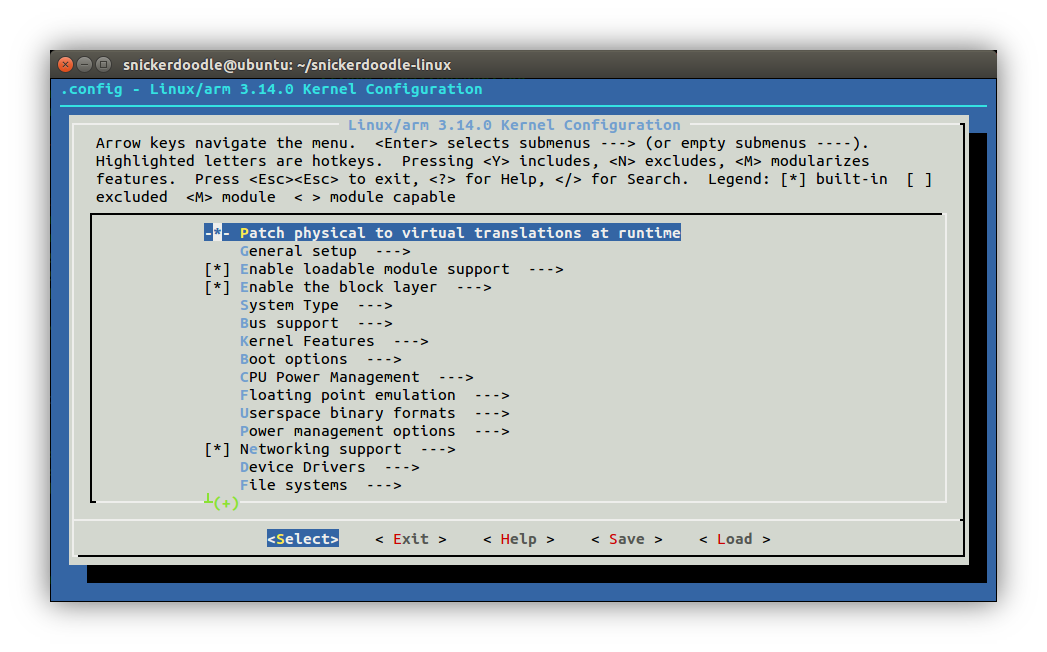 snickerdoodle@ubuntu: ~/snickerdoodle-linux
.config - Linux/arm 3.14.0 Kernel Configuration
Linux/arm 3.14.0 Kernel Configuration
Arrow keys navigate the menu.  <Enter> selects submenus ---> (or empty submenus ----).
Highlighted letters are hotkeys.  Pressing <Y> includes, <N> excludes, <M> modularizes
features.  Press <Esc><Esc> to exit, <?> for Help, </> for Search.  Legend: [*] built-in  [ ]
excluded  <M> module  < > module capable
-*- Patch physical to virtual translations at runtime
General setup  --->
[*] Enable loadable module support  --->
[*] Enable the block layer  --->
System Type  --->
Bus support  --->
Kernel Features  --->
Boot options  --->
CPU Power Management  --->
Floating point emulation  --->
Userspace binary formats  --->
Power management options  --->
[*] Networking support  --->
Device Drivers  --->
File systems  --->
┴(+)
<Select>    < Exit >    < Help >    < Save >    < Load >